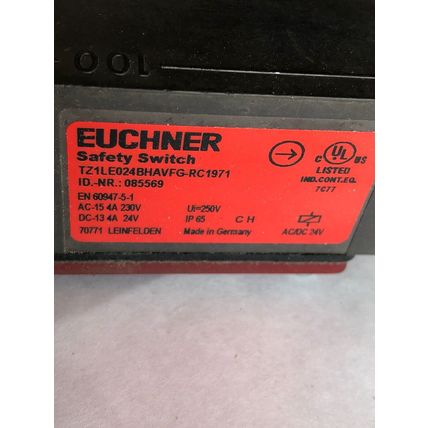 100
EUCHNER
Safety Switch
TZ1LE024BHAVFG-RC1971
ID.-NR.: 085569
EN 60947-5-1
AC-15 4A 230V Ui=250V
DC-13 4A 24V IP 65 C H
70771 LEINFELDEN Made in Germany AC/DC 24V
C UL US
LISTED
IND.CONT.EQ.
7C77